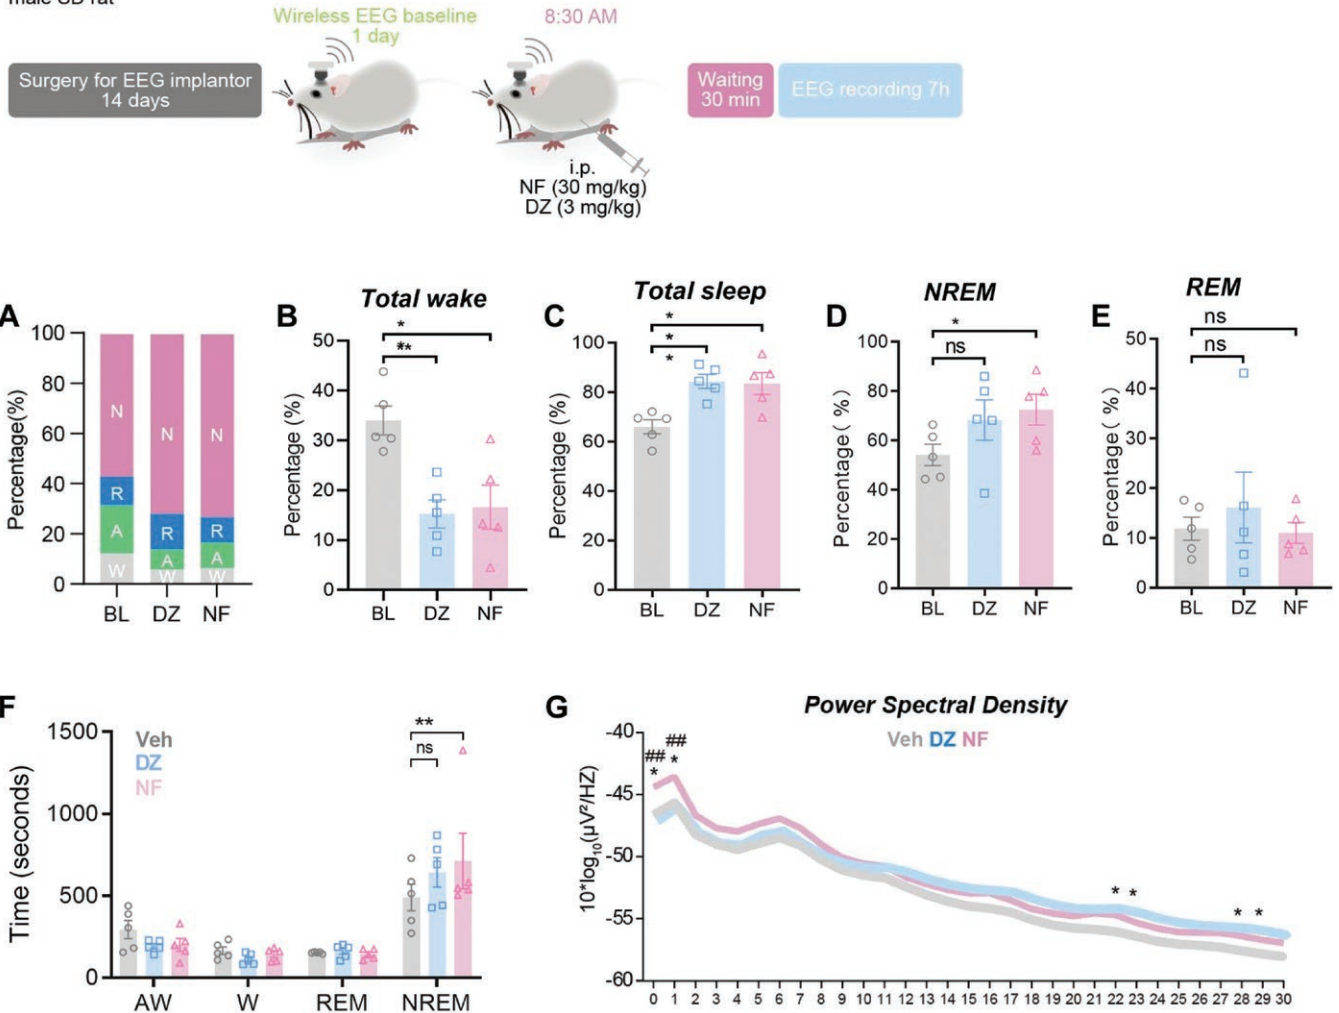 male SD rat
Wireless EEG baseline
1 day
8:30 AM
Surgery for EEG implantor
14 days
Waiting
30 min
EEG recording 7h
i.p.
NF (30 mg/kg)
DZ (3 mg/kg)
A
Percentage(%)
100
80
60
40
20
0
N
R
A
W
N
R
A
W
N
R
A
W
BL DZ NF
B
Total wake
Percentage (%)
50
40
30
20
10
0
*
**
BL DZ NF
C
Total sleep
Percentage (%)
100
80
60
40
20
0
*
*
*
BL DZ NF
D
NREM
Percentage( %)
100
80
60
40
20
0
*
ns
BL DZ NF
E
REM
Percentage( %)
50
40
30
20
10
0
ns
ns
BL DZ NF
F
Time (seconds)
1500
1000
500
0
Veh
DZ
NF
**
ns
AW W REM NREM
G
Power Spectral Density
Veh DZ NF
10*log10(μV²/HZ)
-40
-45
-50
-55
-60
##
*
##
*
* *
* *
0 1 2 3 4 5 6 7 8 9 10 11 12 13 14 15 16 17 18 19 20 21 22 23 24 25 26 27 28 29 30